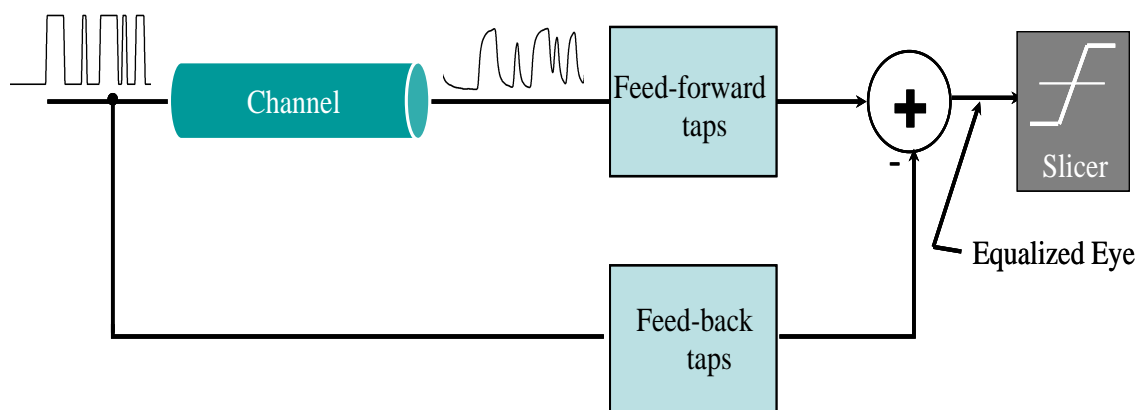 Channel
Feed-forward
taps
+
-
Slicer
Equalized Eye
Feed-back
taps